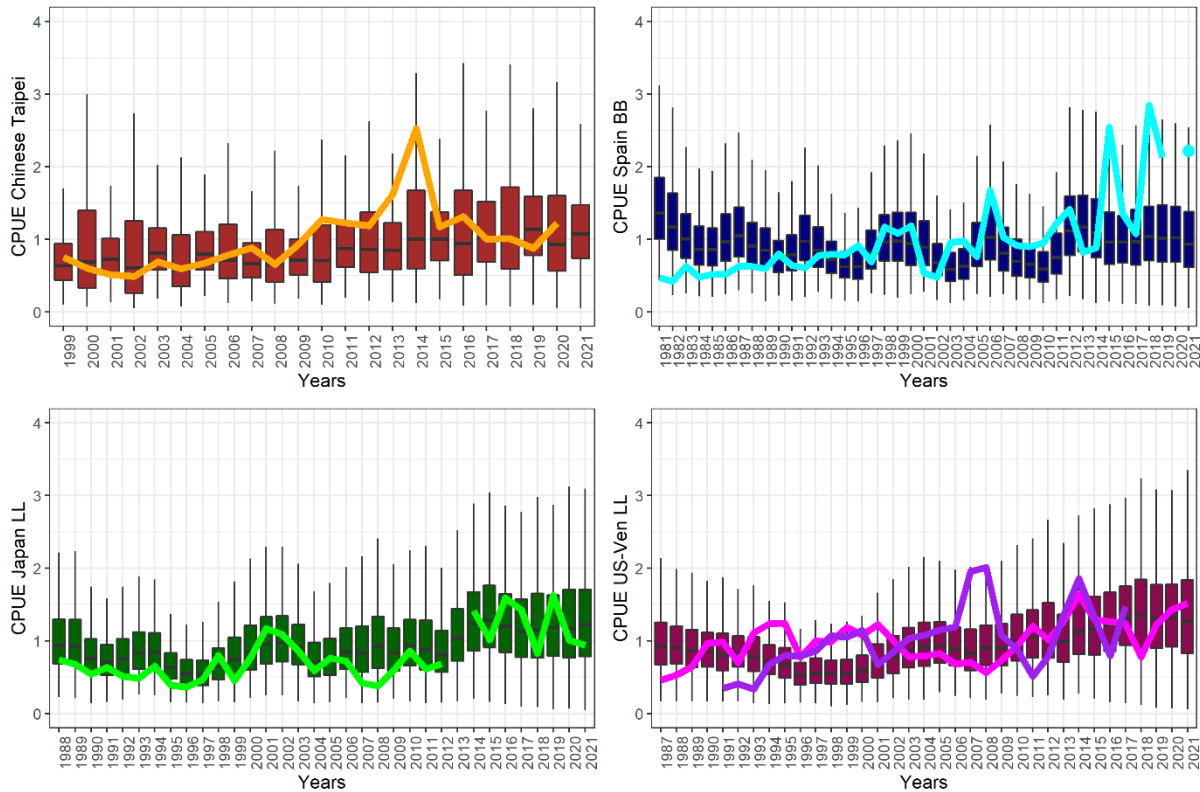 CPUE Chinese Taipei
4
3
2
1
0
1999 2000 2001 2002 2003 2004 2005 2006 2007 2008 2009 2010 2011 2012 2013 2014 2015 2016 2017 2018 2019 2020 2021
Years
CPUE Spain BB
4
3
2
1
0
1981 1982 1983 1984 1985 1986 1987 1988 1989 1990 1991 1992 1993 1994 1995 1996 1997 1998 1999 2000 2001 2002 2003 2004 2005 2006 2007 2008 2009 2010 2011 2012 2013 2014 2015 2016 2017 2018 2019 2020 2021
Years
CPUE Japan LL
4
3
2
1
0
1988 1989 1990 1991 1992 1993 1994 1995 1996 1997 1998 1999 2000 2001 2002 2003 2004 2005 2006 2007 2008 2009 2010 2011 2012 2013 2014 2015 2016 2017 2018 2019 2020 2021
Years
CPUE US-Ven LL
4
3
2
1
0
1987 1988 1989 1990 1991 1992 1993 1994 1995 1996 1997 1998 1999 2000 2001 2002 2003 2004 2005 2006 2007 2008 2009 2010 2011 2012 2013 2014 2015 2016 2017 2018 2019 2020 2021
Years